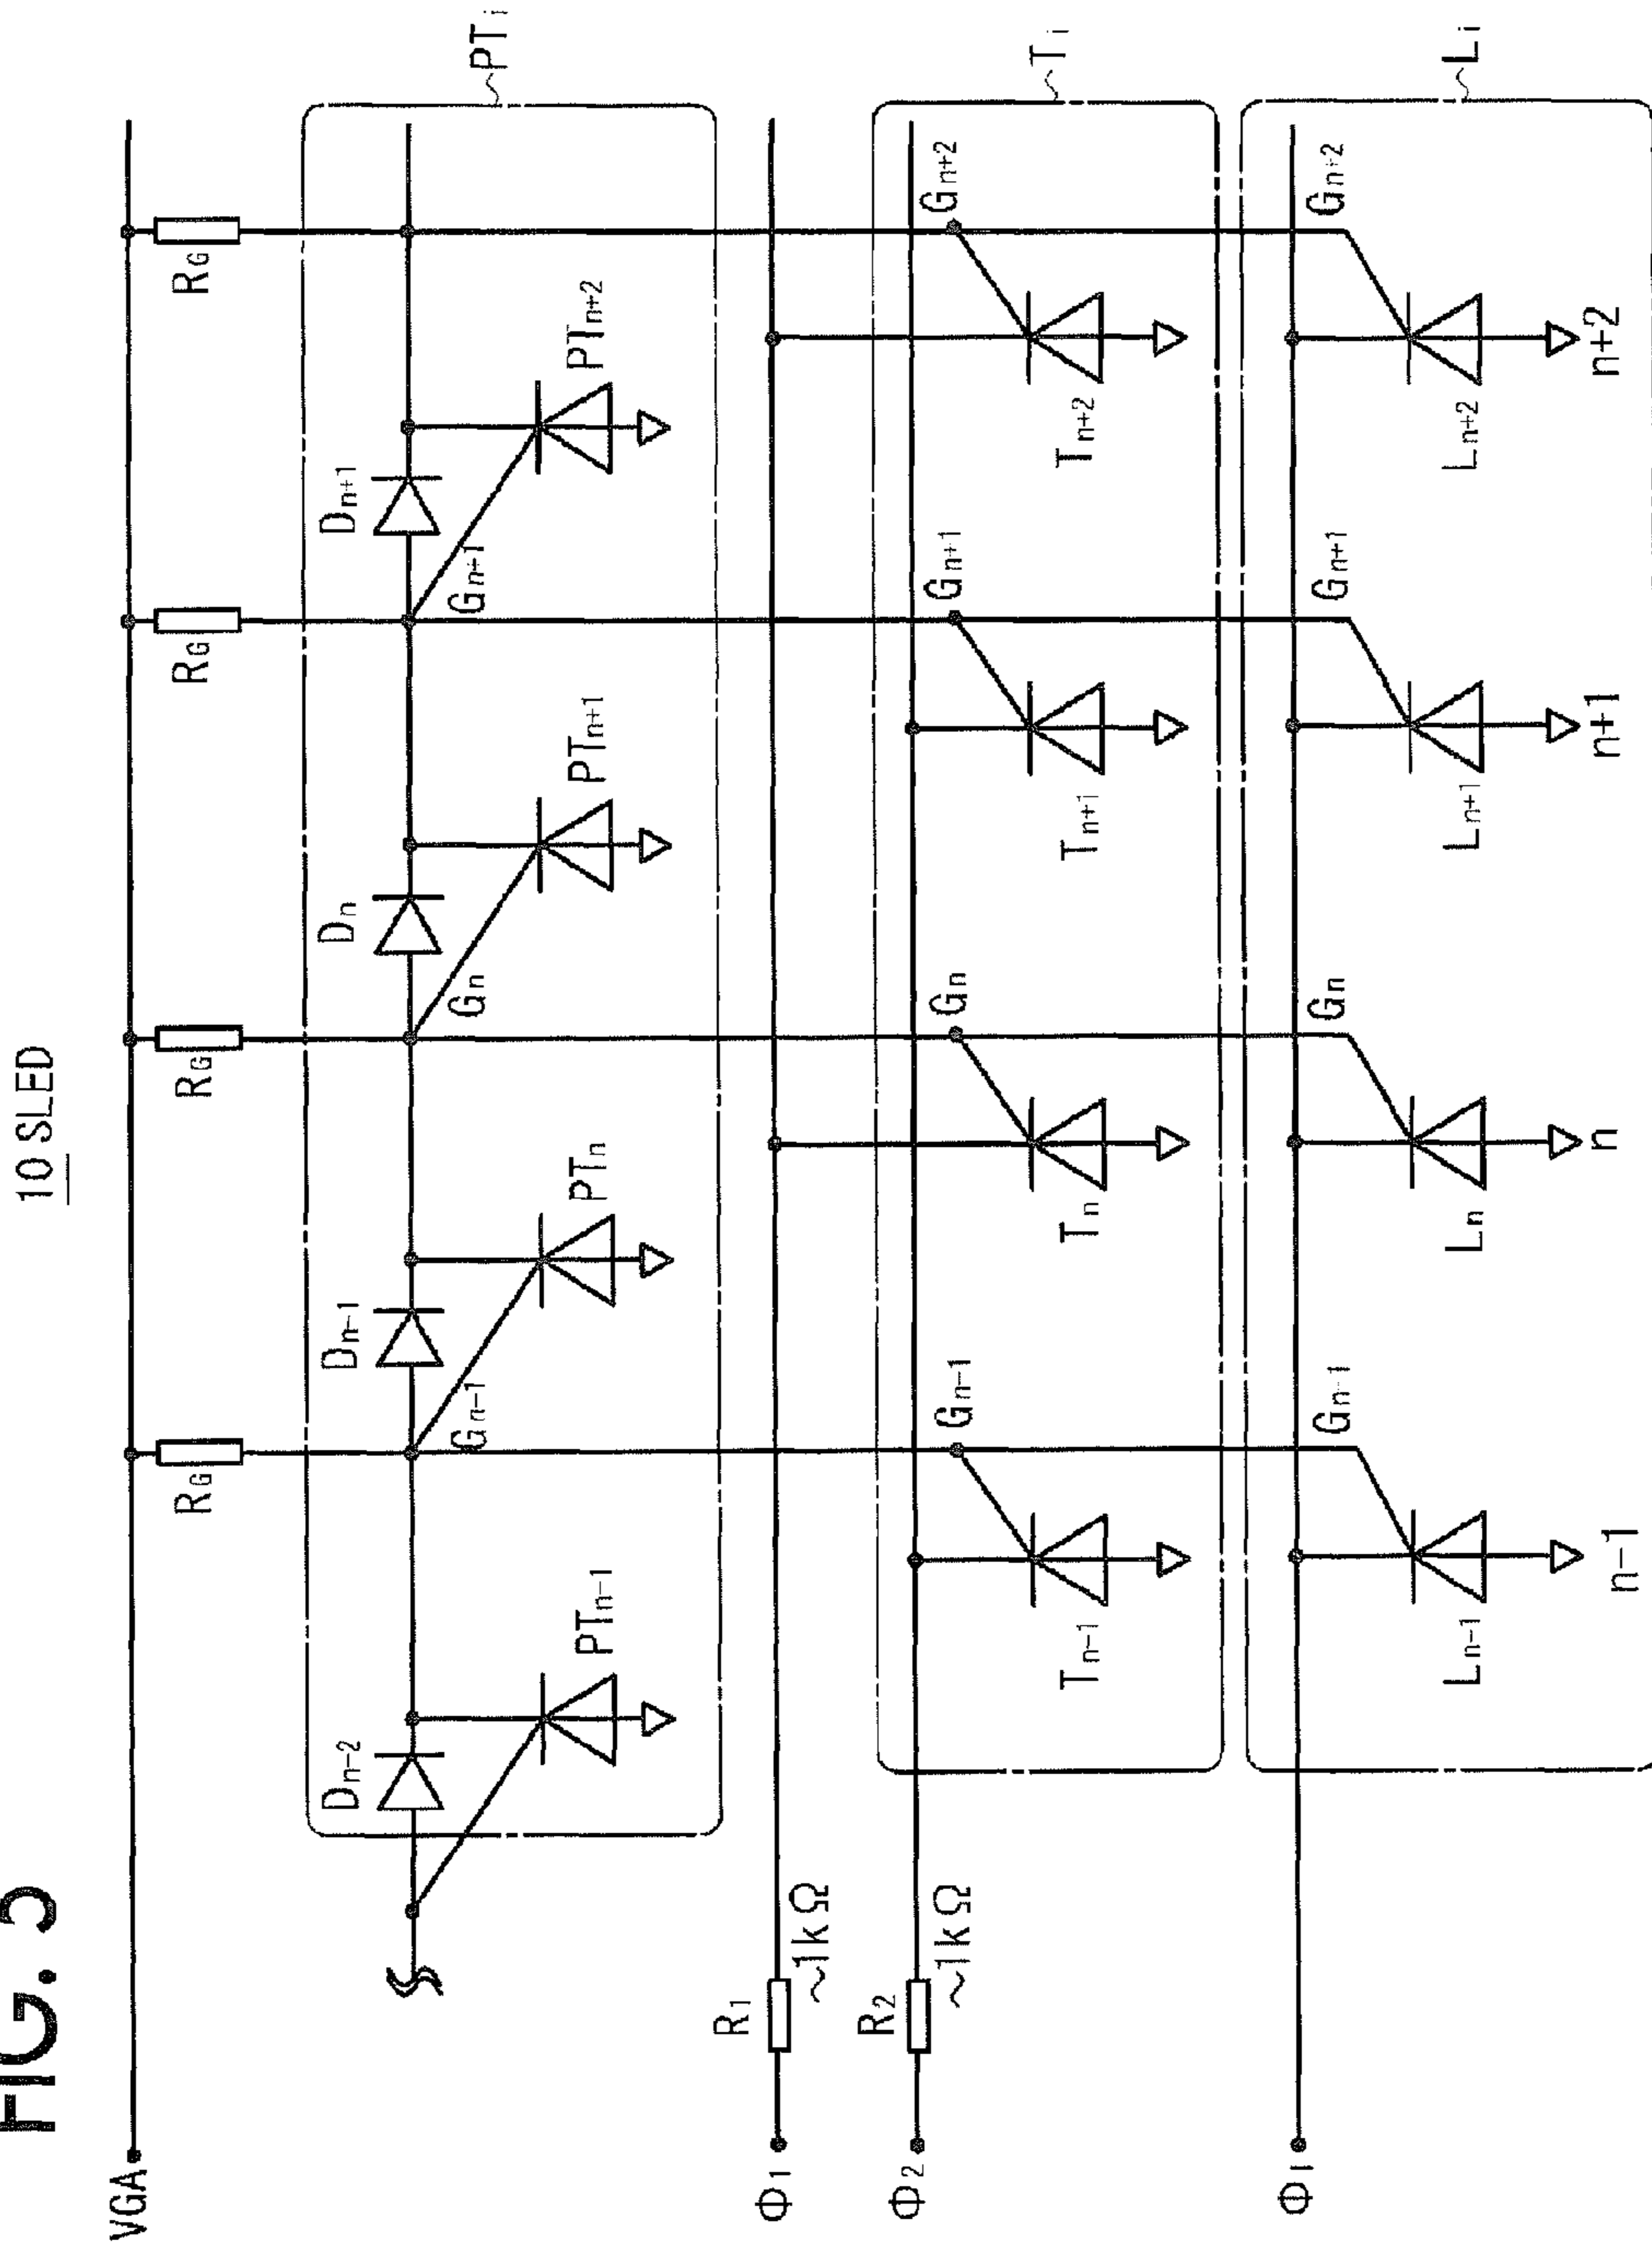 FIG. 5
10 SLED
VGA
RG RG RG RG
PTi
Dn-2 Dn-1 Dn Dn+1
Gn-1 Gn Gn+1
PTn-1 PTn PTn+1 PTn+2
Φ1 R1 ~1kΩ
Φ2 R2 ~1kΩ
Ti
Gn-1 Gn Gn+1 Gn+2
Tn-1 Tn Tn+1 Tn+2
ΦI
Li
Gn-1 Gn Gn+1 Gn+2
Ln-1 Ln Ln+1 Ln+2
n-1 n n+1 n+2